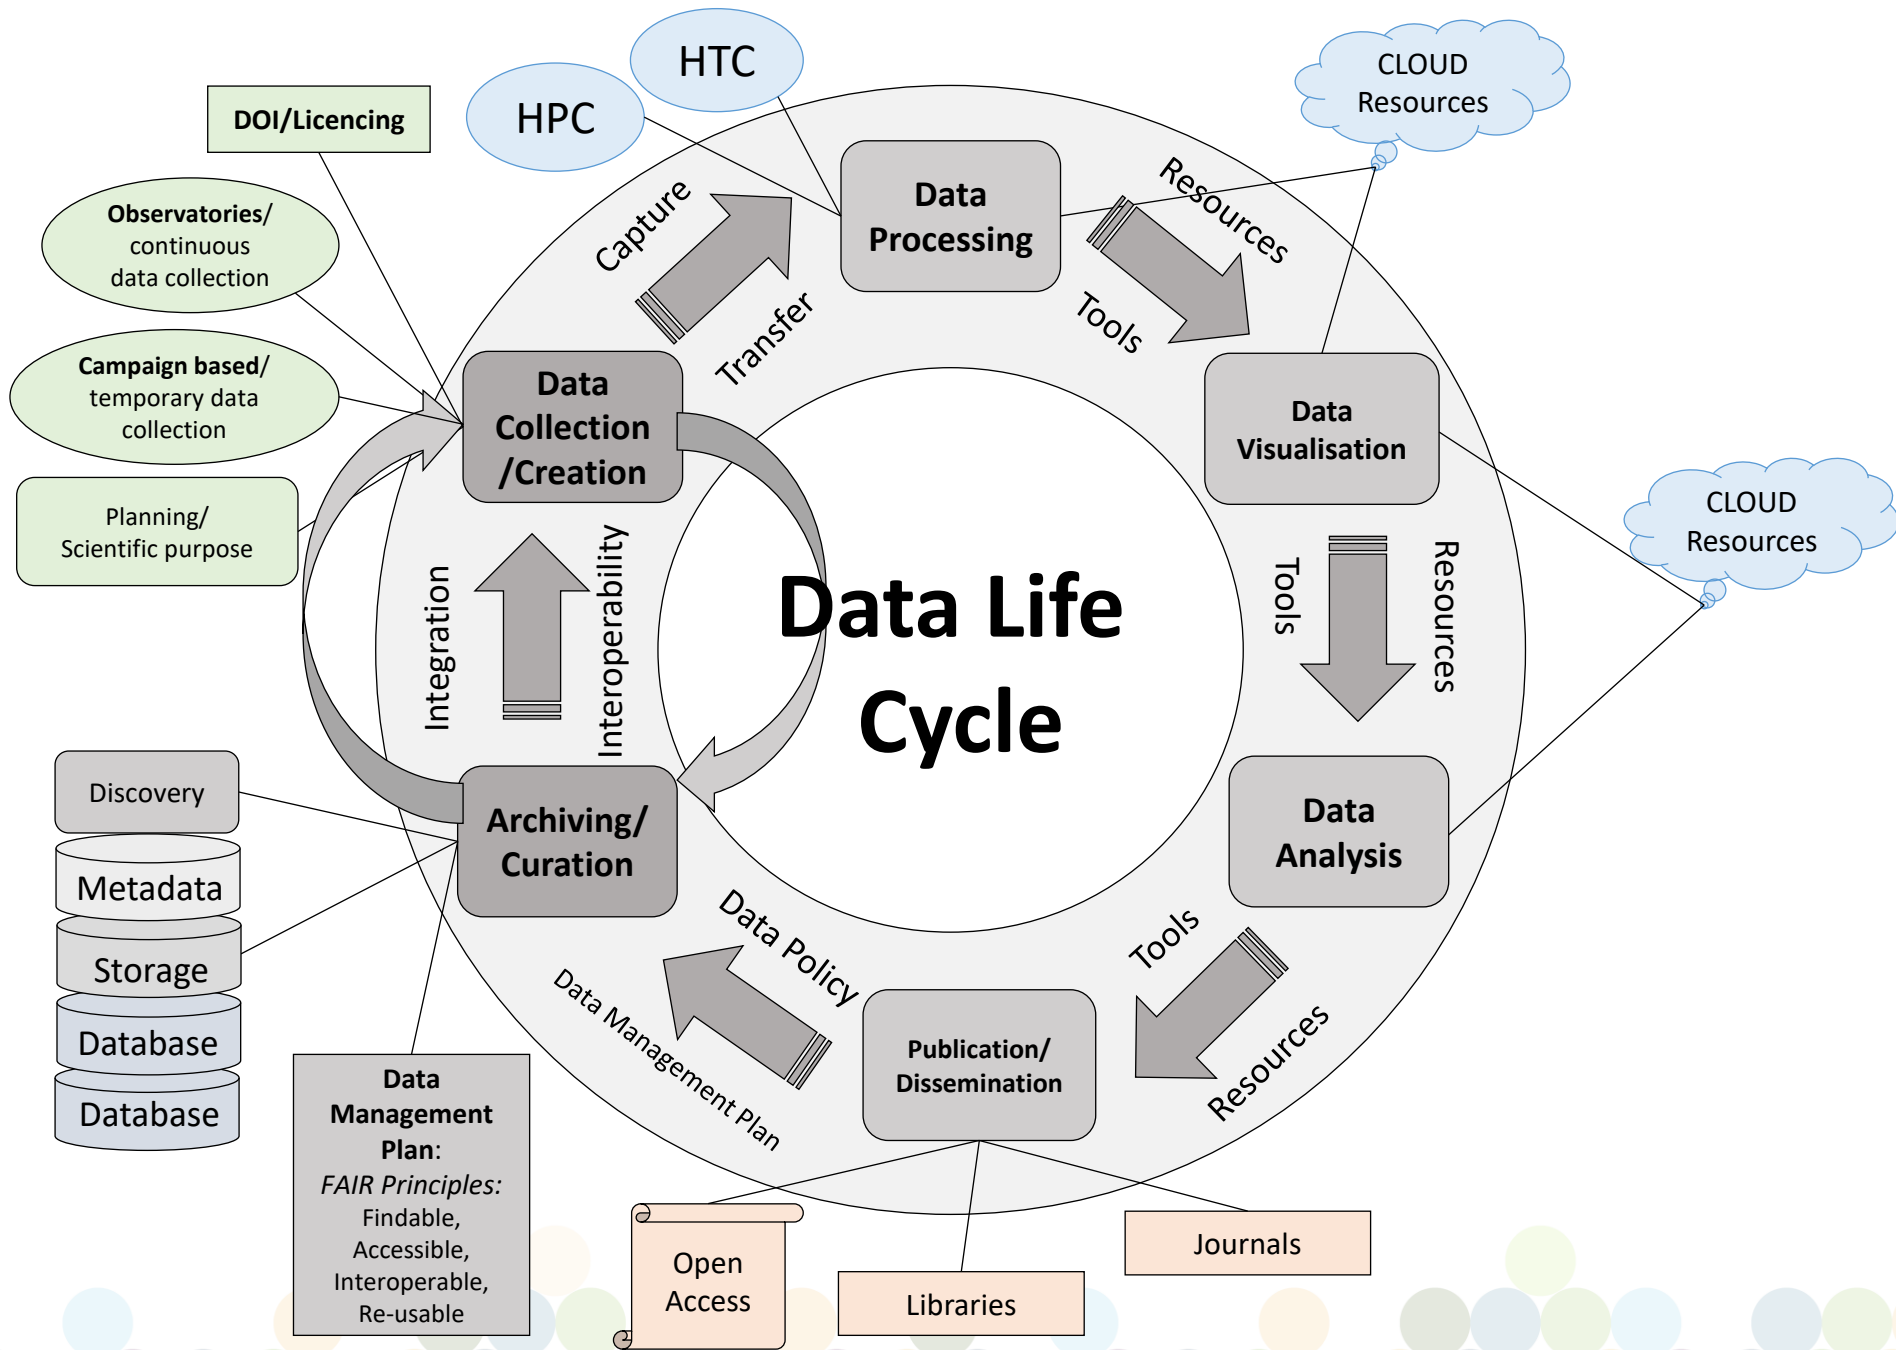 HTC
HPC
CLOUD
Resources
DOI/Licencing
Observatories/
continuous
data collection
Campaign based/
temporary data
collection
Planning/
Scientific purpose
Capture
Transfer
Data
Processing
Resources
Tools
Data
Collection
/Creation
Data
Visualisation
CLOUD
Resources
Integration
Interoperability
Data Life
Cycle
Tools
Resources
Discovery
Metadata
Storage
Database
Database
Archiving/
Curation
Data
Analysis
Data Policy
Data Management Plan
Tools
Resources
Publication/
Dissemination
Data
Management
Plan:
FAIR Principles:
Findable,
Accessible,
Interoperable,
Re-usable
Open
Access
Libraries
Journals